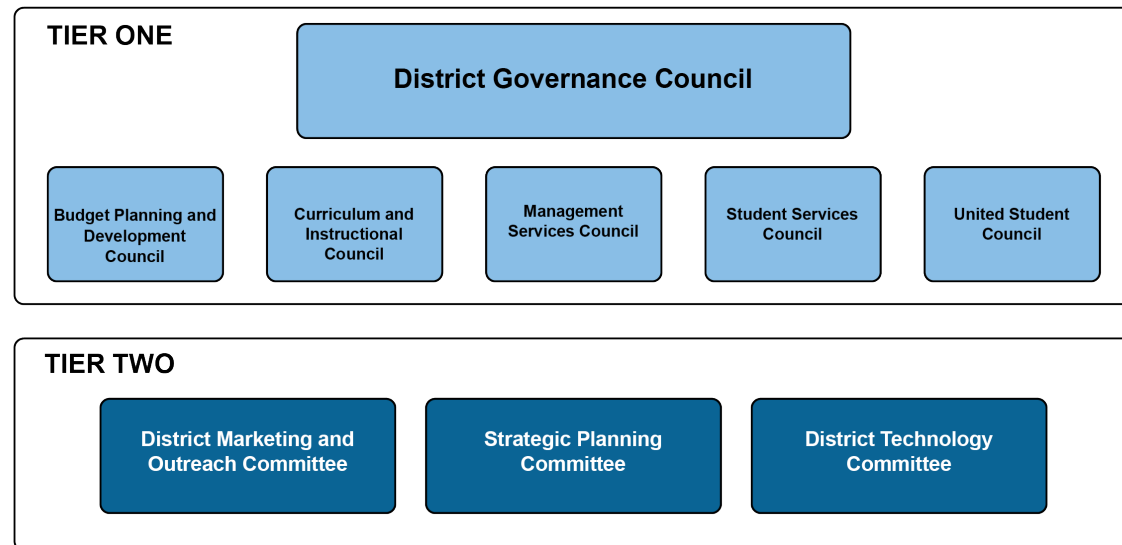 TIER ONE
District Governance Council
Budget Planning and
Development
Council
Curriculum and
Instructional
Council
Management
Services Council
Student Services
Council
United Student
Council
TIER TWO
District Marketing and
Outreach Committee
Strategic Planning
Committee
District Technology
Committee